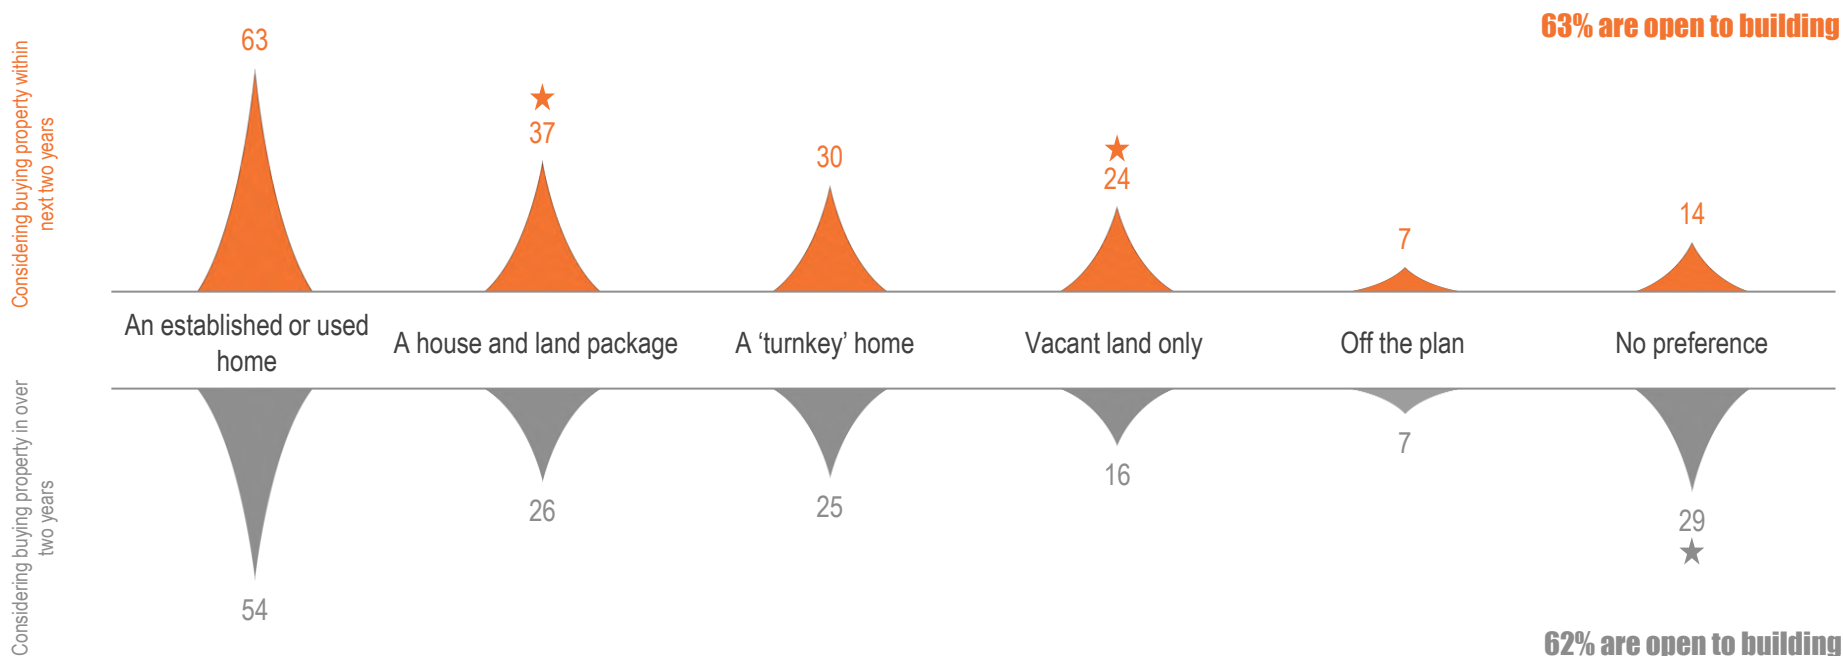 63% are open to building
Considering buying property within
next two years
63
37
30
24
7
14
An established or used
home
A house and land package
A ‘turnkey’ home
Vacant land only
Off the plan
No preference
Considering buying property in over
two years
54
26
25
16
7
29
62% are open to building